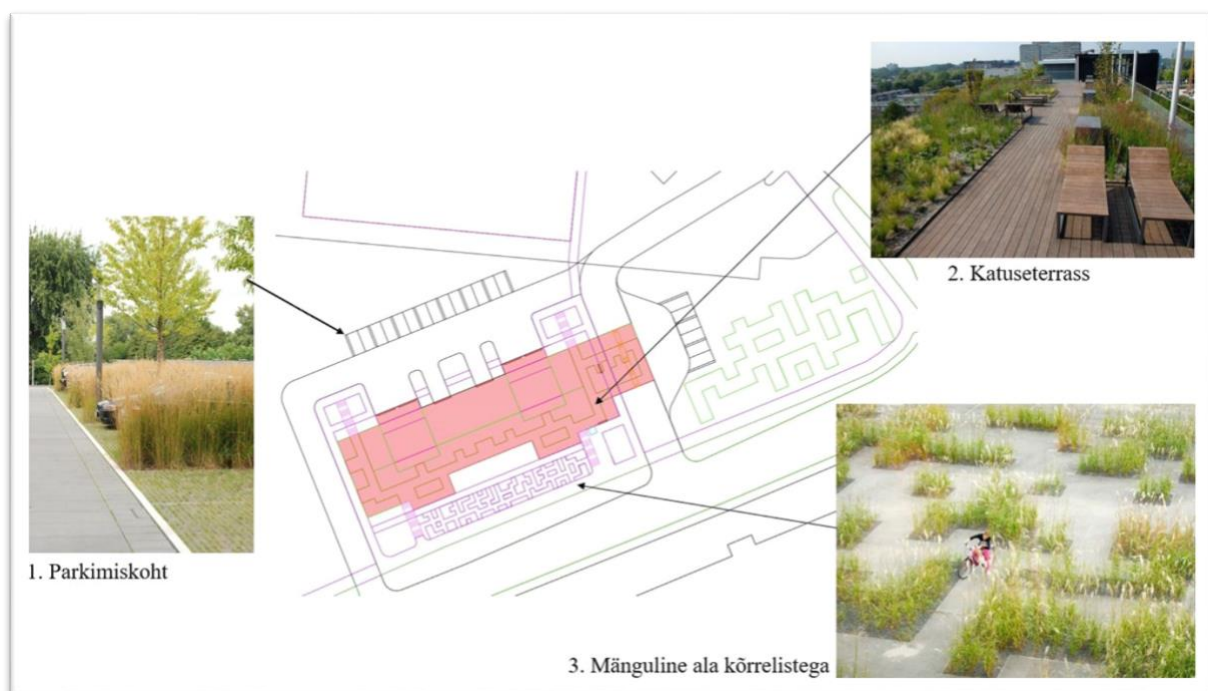 1. Parkimiskoht
2. Katuseterrass
3. Mänguline ala kõrrelistega